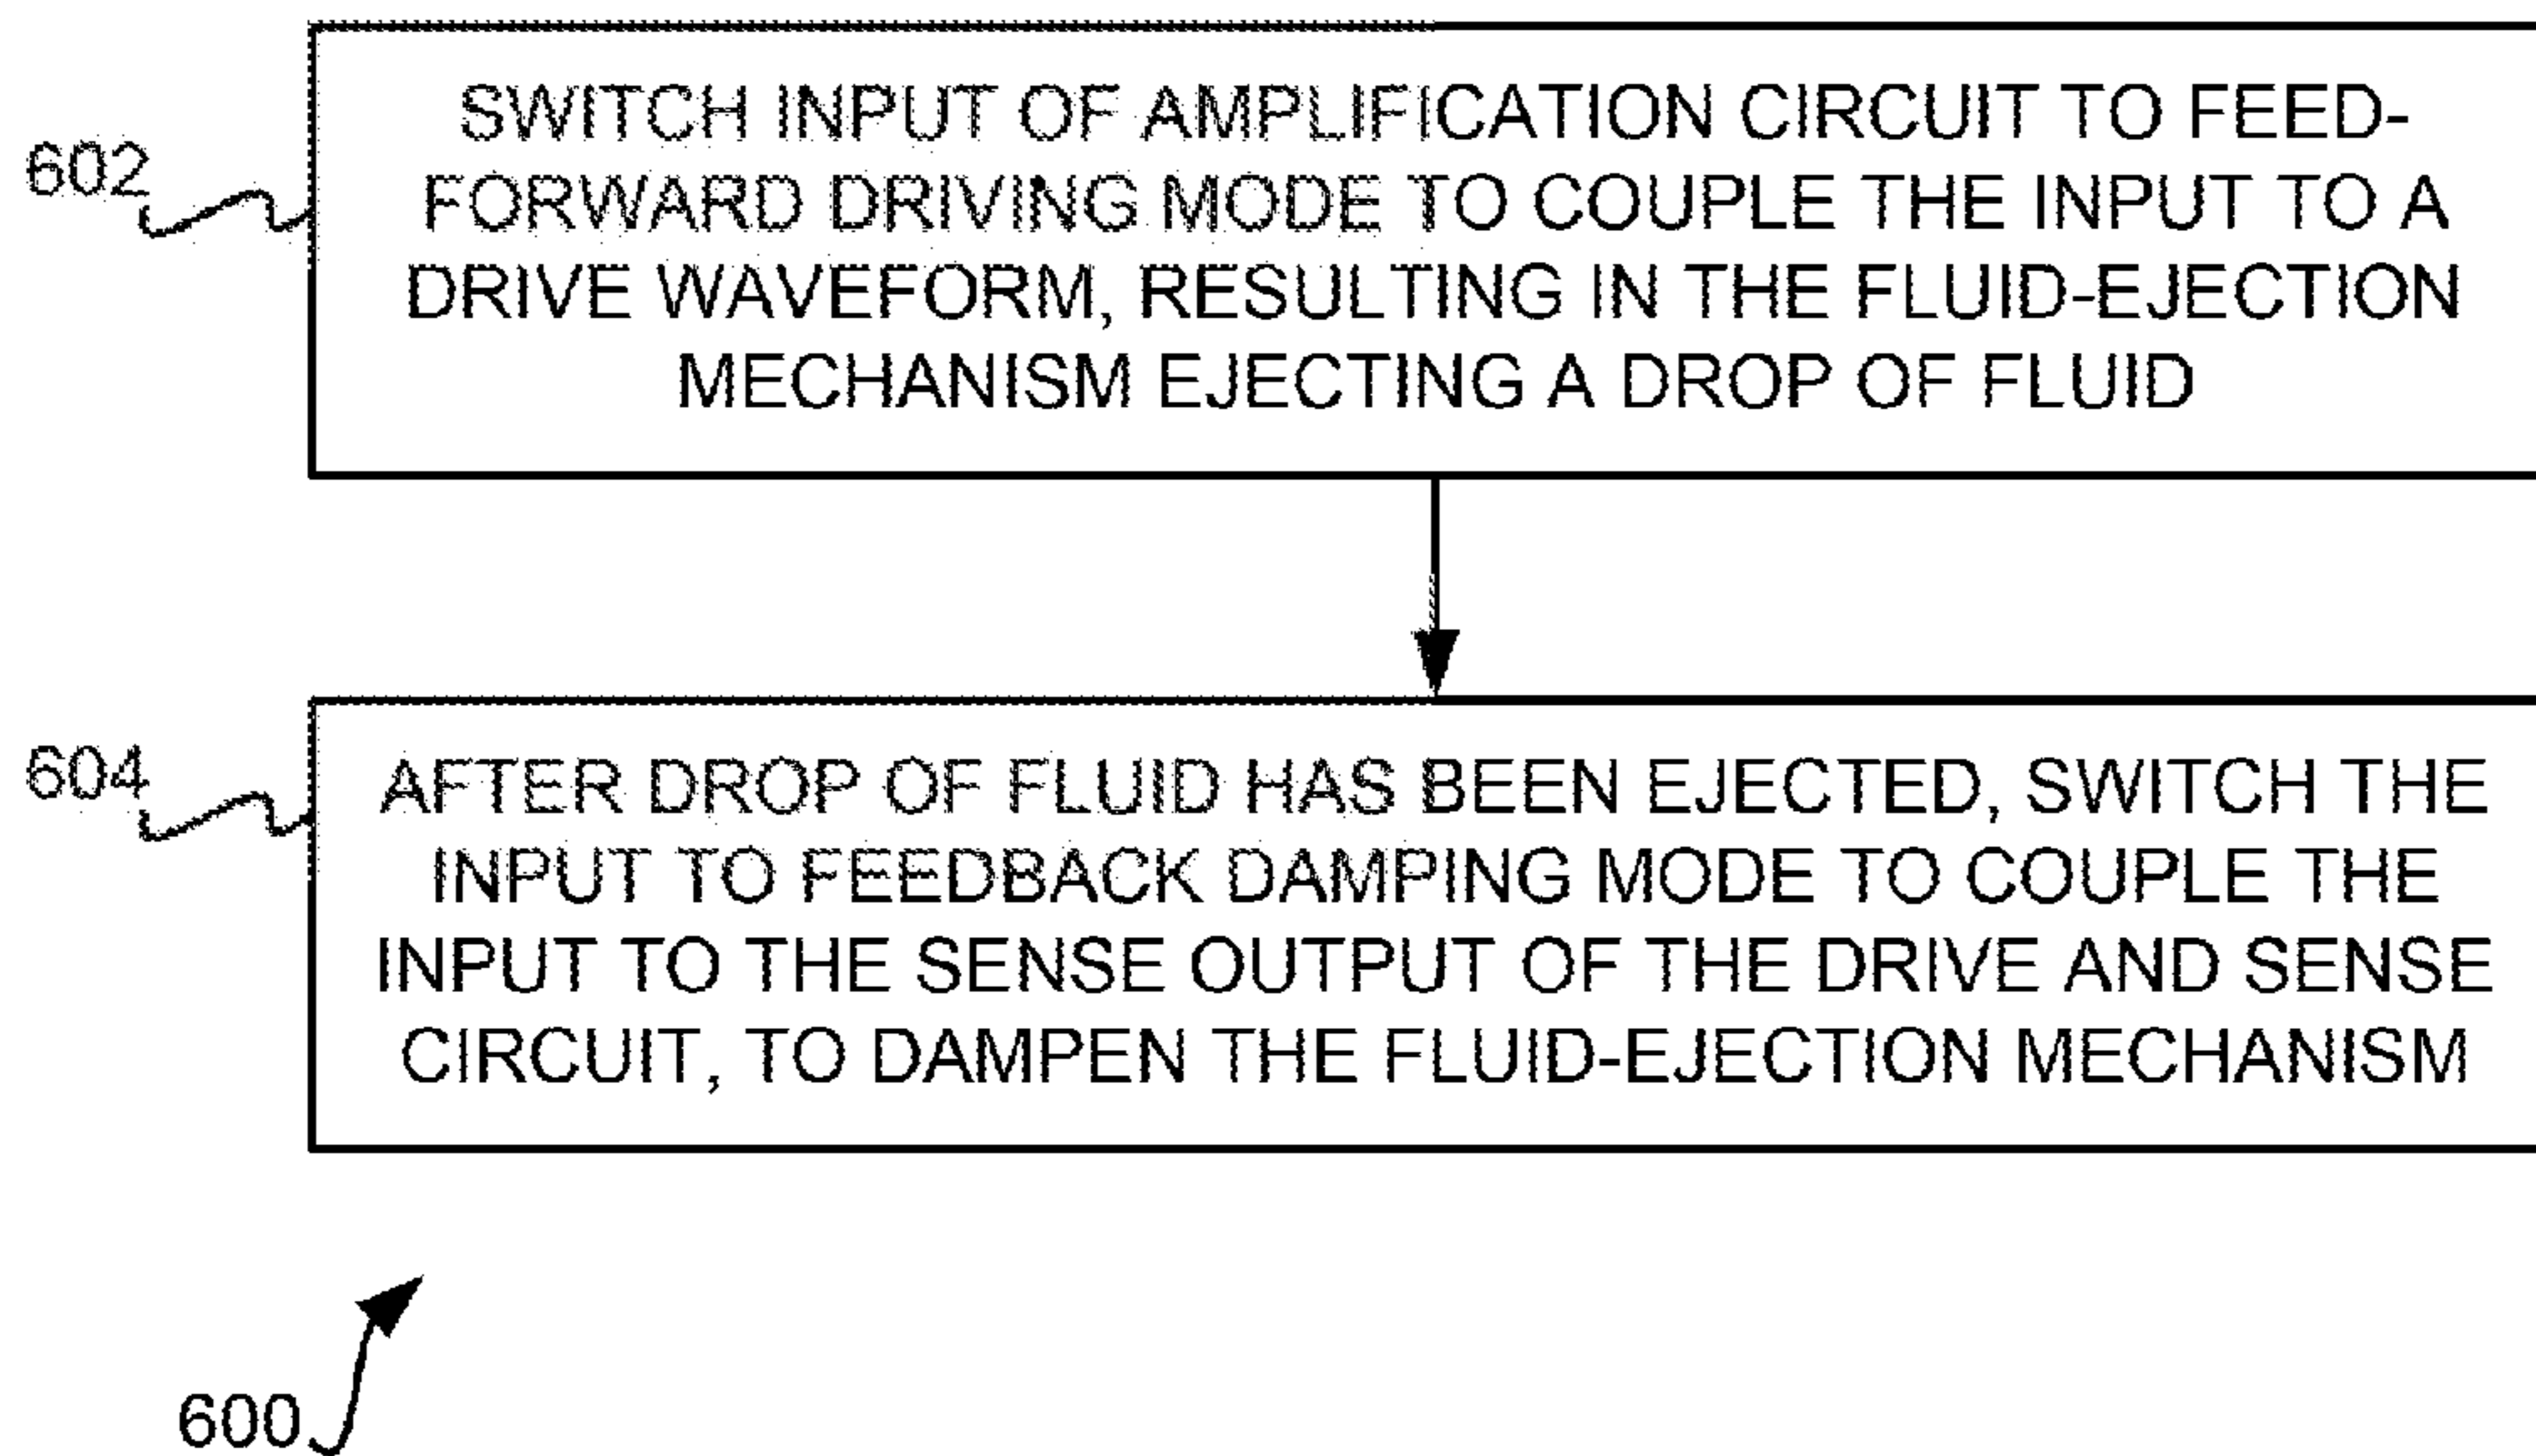 602
SWITCH INPUT OF AMPLIFICATION CIRCUIT TO FEED-
FORWARD DRIVING MODE TO COUPLE THE INPUT TO A
DRIVE WAVEFORM, RESULTING IN THE FLUID-EJECTION
MECHANISM EJECTING A DROP OF FLUID
604
AFTER DROP OF FLUID HAS BEEN EJECTED, SWITCH THE
INPUT TO FEEDBACK DAMPING MODE TO COUPLE THE
INPUT TO THE SENSE OUTPUT OF THE DRIVE AND SENSE
CIRCUIT, TO DAMPEN THE FLUID-EJECTION MECHANISM
600